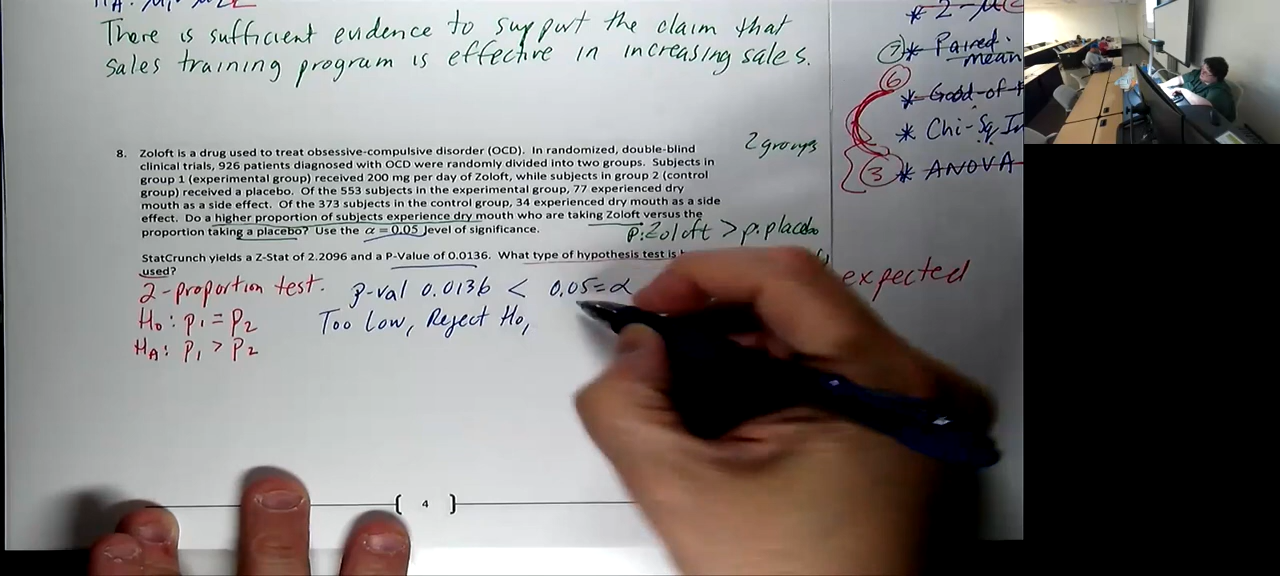 There is sufficient evidence to support the claim that
sales training program is effective in increasing sales.
8. Zoloft is a drug used to treat obsessive-compulsive disorder (OCD). In randomized, double-blind
clinical trials, 926 patients diagnosed with OCD were randomly divided into two groups. Subjects in
group 1 (experimental group) received 200 mg per day of Zoloft, while subjects in group 2 (control
group) received a placebo. Of the 553 subjects in the experimental group, 77 experienced dry
mouth as a side effect. Of the 373 subjects in the control group, 34 experienced dry mouth as a side
effect. Do a higher proportion of subjects experience dry mouth who are taking Zoloft versus the
proportion taking a placebo? Use the α = 0.05 level of significance.
2 groups
p: Zoloft > p: placebo
StatCrunch yields a Z-Stat of 2.2096 and a P-Value of 0.0136. What type of hypothesis test is
used?
2-proportion test. p-val 0.0136 < 0.05 = α
H₀: p₁ = p₂ Too Low, Reject H₀,
Hₐ: p₁ > p₂
expected
{ 4 }
* 2-
7 * Paired
mean
6
* Good-of-
* Chi-Sq
3 * ANOVA